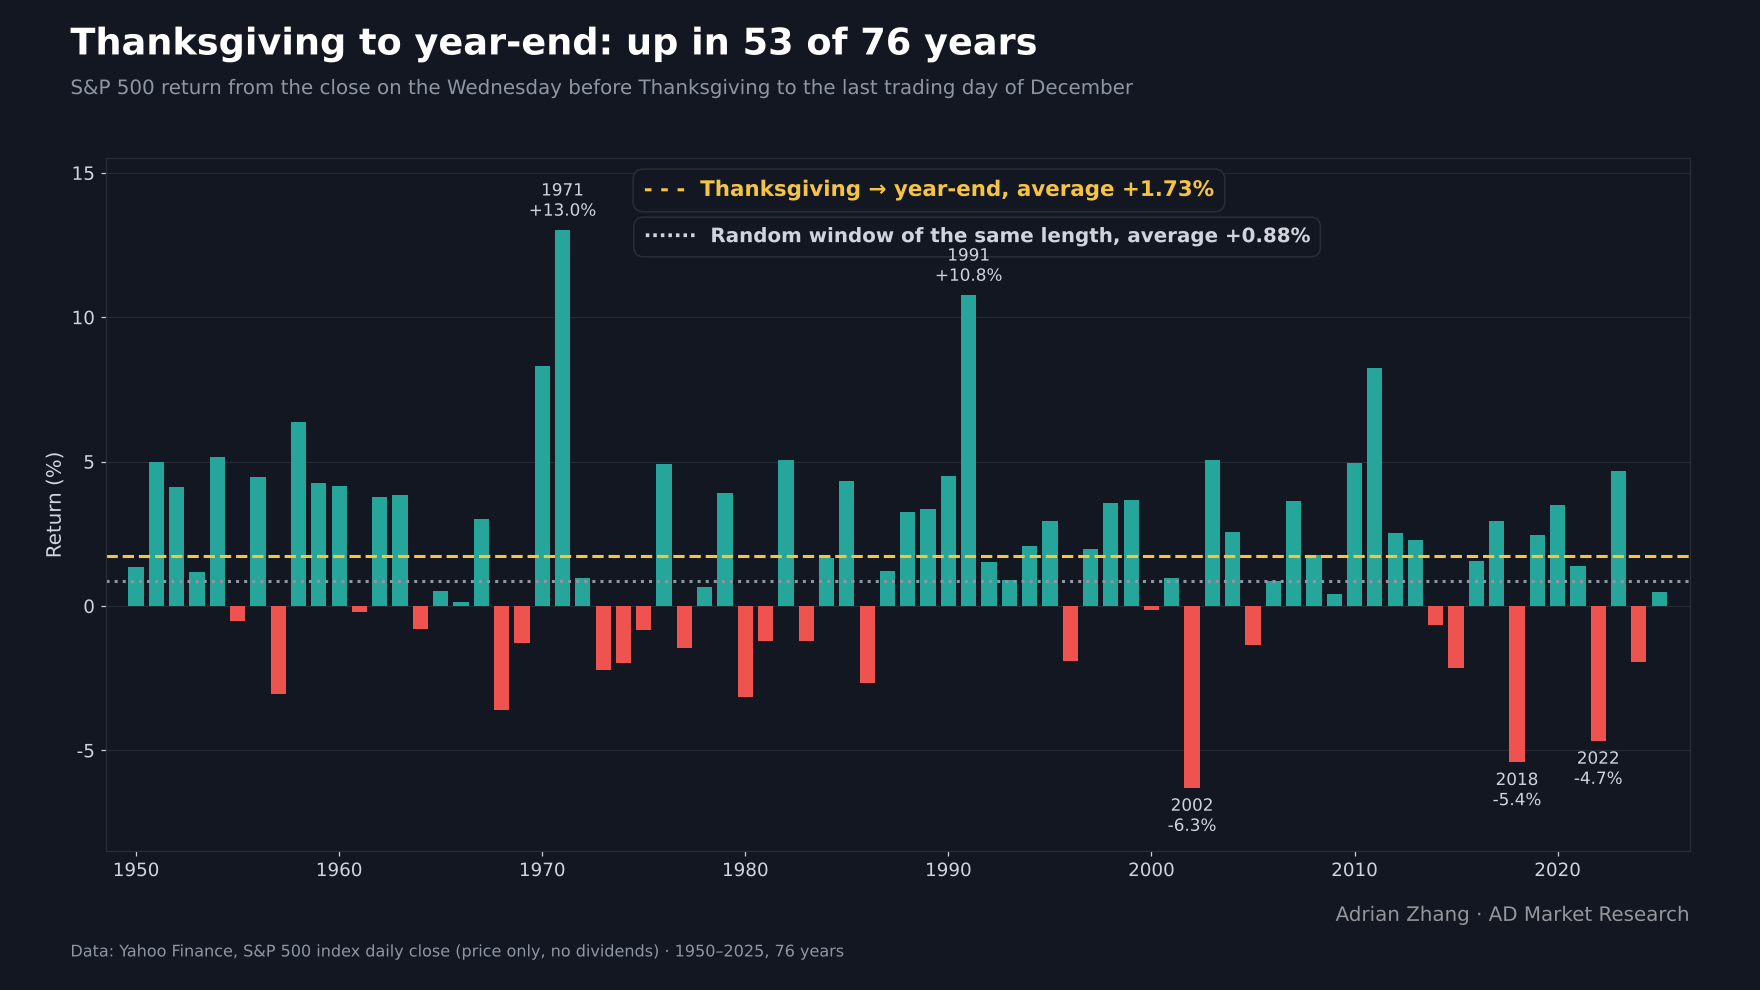 Thanksgiving to year-end: up in 53 of 76 years
S&P 500 return from the close on the Wednesday before Thanksgiving to the last trading day of December
Return (%)
15
10
5
0
-5
- - - Thanksgiving → year-end, average +1.73%
······· Random window of the same length, average +0.88%
1971
+13.0%
1991
+10.8%
2002
-6.3%
2018
-5.4%
2022
-4.7%
1950 1960 1970 1980 1990 2000 2010 2020
Adrian Zhang · AD Market Research
Data: Yahoo Finance, S&P 500 index daily close (price only, no dividends) · 1950–2025, 76 years